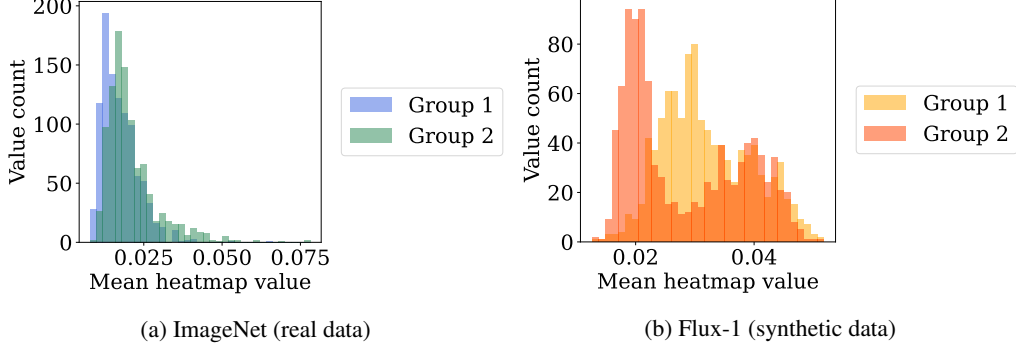 200
150
100
50
0
Value count
0.025 0.050 0.075
Mean heatmap value
Group 1
Group 2
(a) ImageNet (real data)
80
60
40
20
0
Value count
0.02 0.04
Mean heatmap value
Group 1
Group 2
(b) Flux-1 (synthetic data)